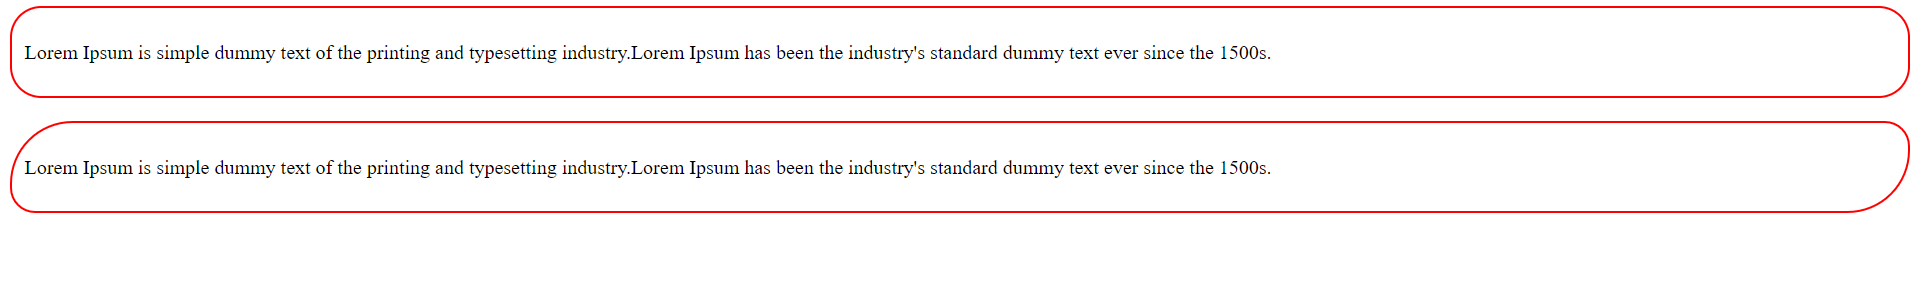 Lorem Ipsum is simple dummy text of the printing and typesetting industry.Lorem Ipsum has been the industry's standard dummy text ever since the 1500s.
Lorem Ipsum is simple dummy text of the printing and typesetting industry.Lorem Ipsum has been the industry's standard dummy text ever since the 1500s.